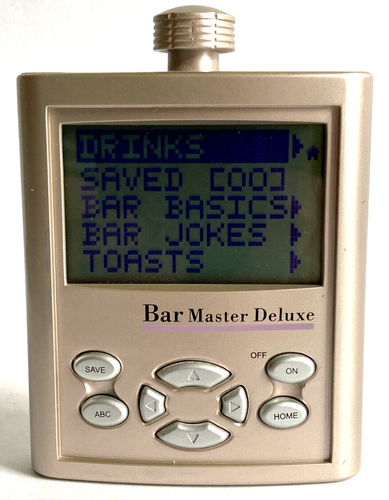 DRINKS
SAVED [00]
BAR BASICS
BAR JOKES
TOASTS
Bar Master Deluxe
OFF
SAVE ON
ABC HOME